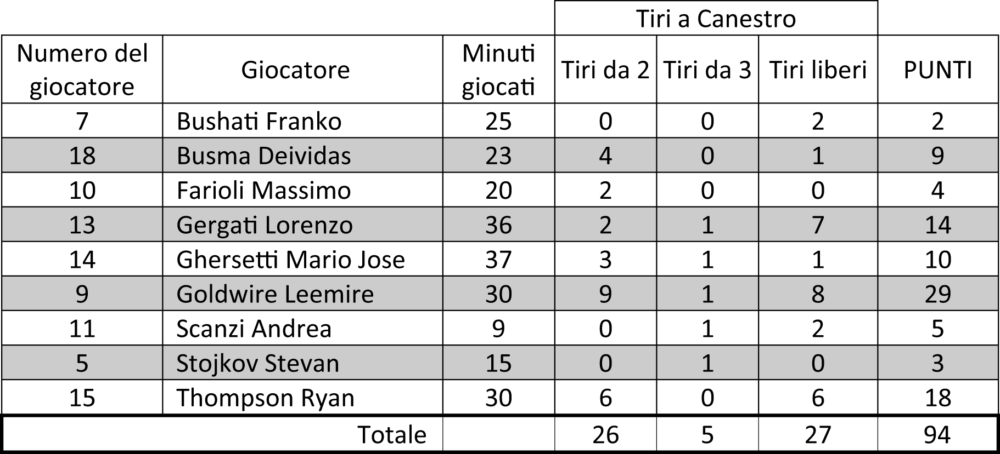 Tiri a Canestro
Numero del giocatore Giocatore Minuti giocati Tiri da 2 Tiri da 3 Tiri liberi PUNTI
7 Bushati Franko 25 0 0 2 2
18 Busma Deividas 23 4 0 1 9
10 Farioli Massimo 20 2 0 0 4
13 Gergati Lorenzo 36 2 1 7 14
14 Ghersetti Mario Jose 37 3 1 1 10
9 Goldwire Leemire 30 9 1 8 29
11 Scanzi Andrea 9 0 1 2 5
5 Stojkov Stevan 15 0 1 0 3
15 Thompson Ryan 30 6 0 6 18
Totale 26 5 27 94